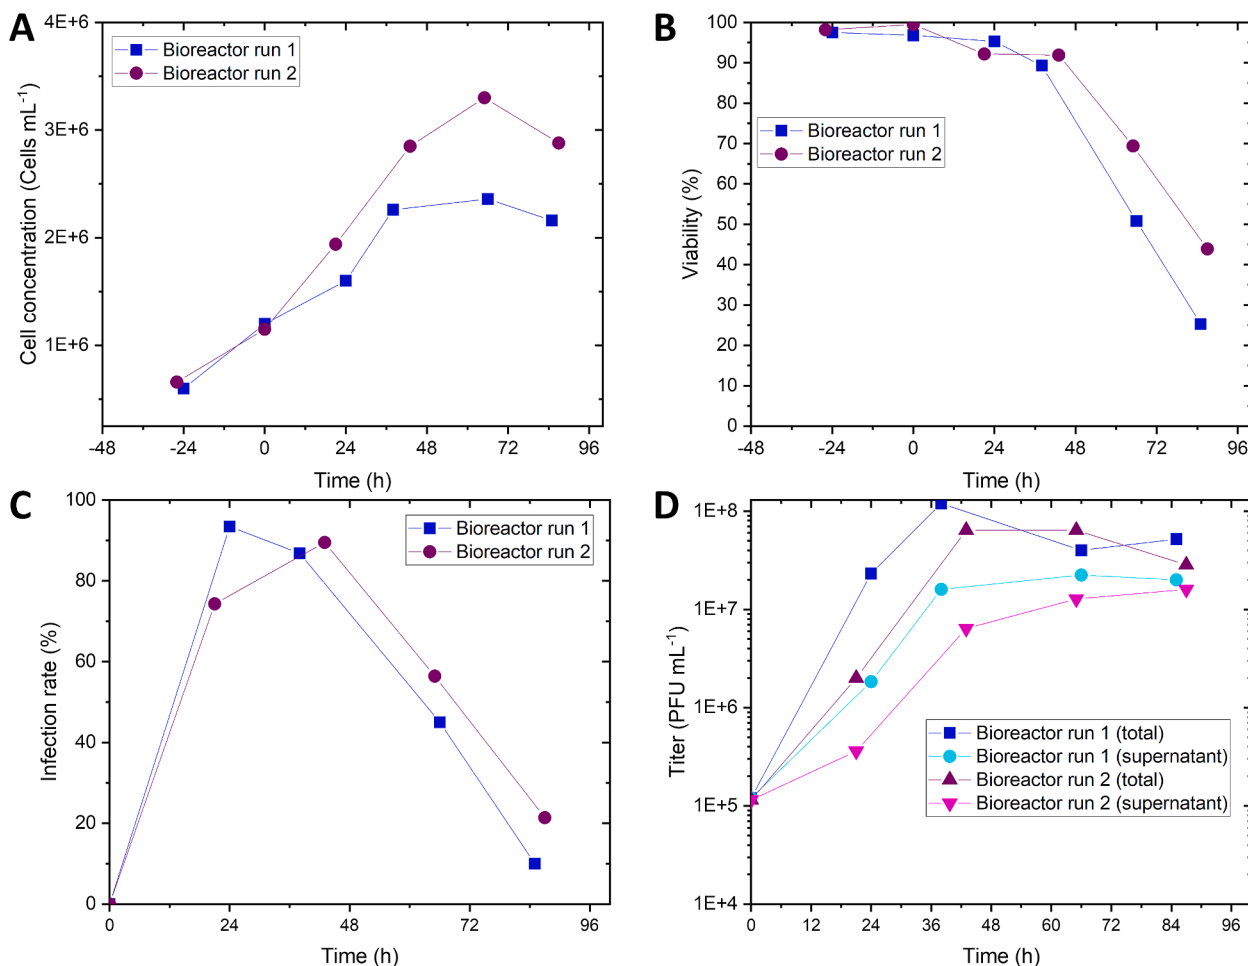 A
4E+6
3E+6
2E+6
1E+6
Cell concentration (Cells mL⁻¹)
Bioreactor run 1
Bioreactor run 2
-48 -24 0 24 48 72 96
Time (h)
B
100
90
80
70
60
50
40
30
20
10
0
Viability (%)
Bioreactor run 1
Bioreactor run 2
-48 -24 0 24 48 72 96
Time (h)
C
100
80
60
40
20
0
Infection rate (%)
Bioreactor run 1
Bioreactor run 2
0 24 48 72 96
Time (h)
D
1E+8
1E+7
1E+6
1E+5
1E+4
Titer (PFU mL⁻¹)
Bioreactor run 1 (total)
Bioreactor run 1 (supernatant)
Bioreactor run 2 (total)
Bioreactor run 2 (supernatant)
0 12 24 36 48 60 72 84 96
Time (h)